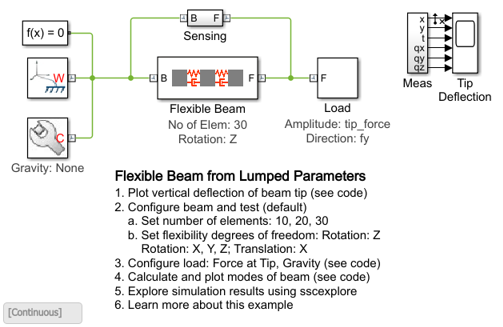 f(x) = 0
W
C
Gravity: None
B F
Sensing
B
F
Flexible Beam
No of Elem: 30
Rotation: Z
F
Load
Amplitude: tip_force
Direction: fy
x
y
t
qx
qy
qz
Meas
Tip
Deflection
Flexible Beam from Lumped Parameters
1. Plot vertical deflection of beam tip (see code)
2. Configure beam and test (default)
a. Set number of elements: 10, 20, 30
b. Set flexibility degrees of freedom: Rotation: Z
Rotation: X, Y, Z; Translation: X
3. Configure load: Force at Tip, Gravity (see code)
4. Calculate and plot modes of beam (see code)
5. Explore simulation results using sscexplore
6. Learn more about this example
[Continuous]